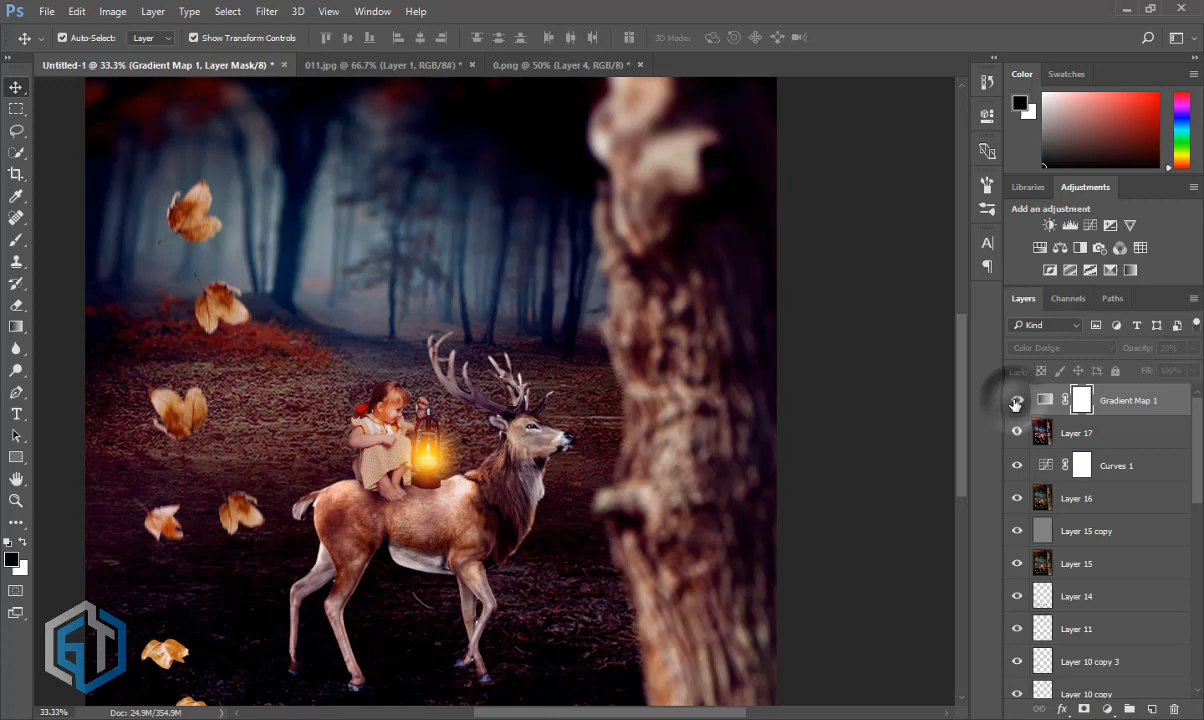 Ps File Edit Image Layer Type Select Filter 3D View Window Help
Auto-Select: Layer Show Transform Controls 3D Mode:
Untitled-1 @ 33.3% (Gradient Map 1, Layer Mask/8) * × 011.jpg @ 66.7% (Layer 1, RGB/8#) * × 0.png @ 50% (Layer 4, RGB/8) * ×
Color Swatches
Libraries Adjustments
Add an adjustment
Layers Channels Paths
Kind
Color Dodge Opacity: 20%
Lock: Fill: 100%
Gradient Map 1
Layer 17
Curves 1
Layer 16
Layer 15 copy
Layer 15
Layer 14
Layer 11
Layer 10 copy 3
Layer 10 copy
GT
33.33% Doc: 24.9M/354.9M